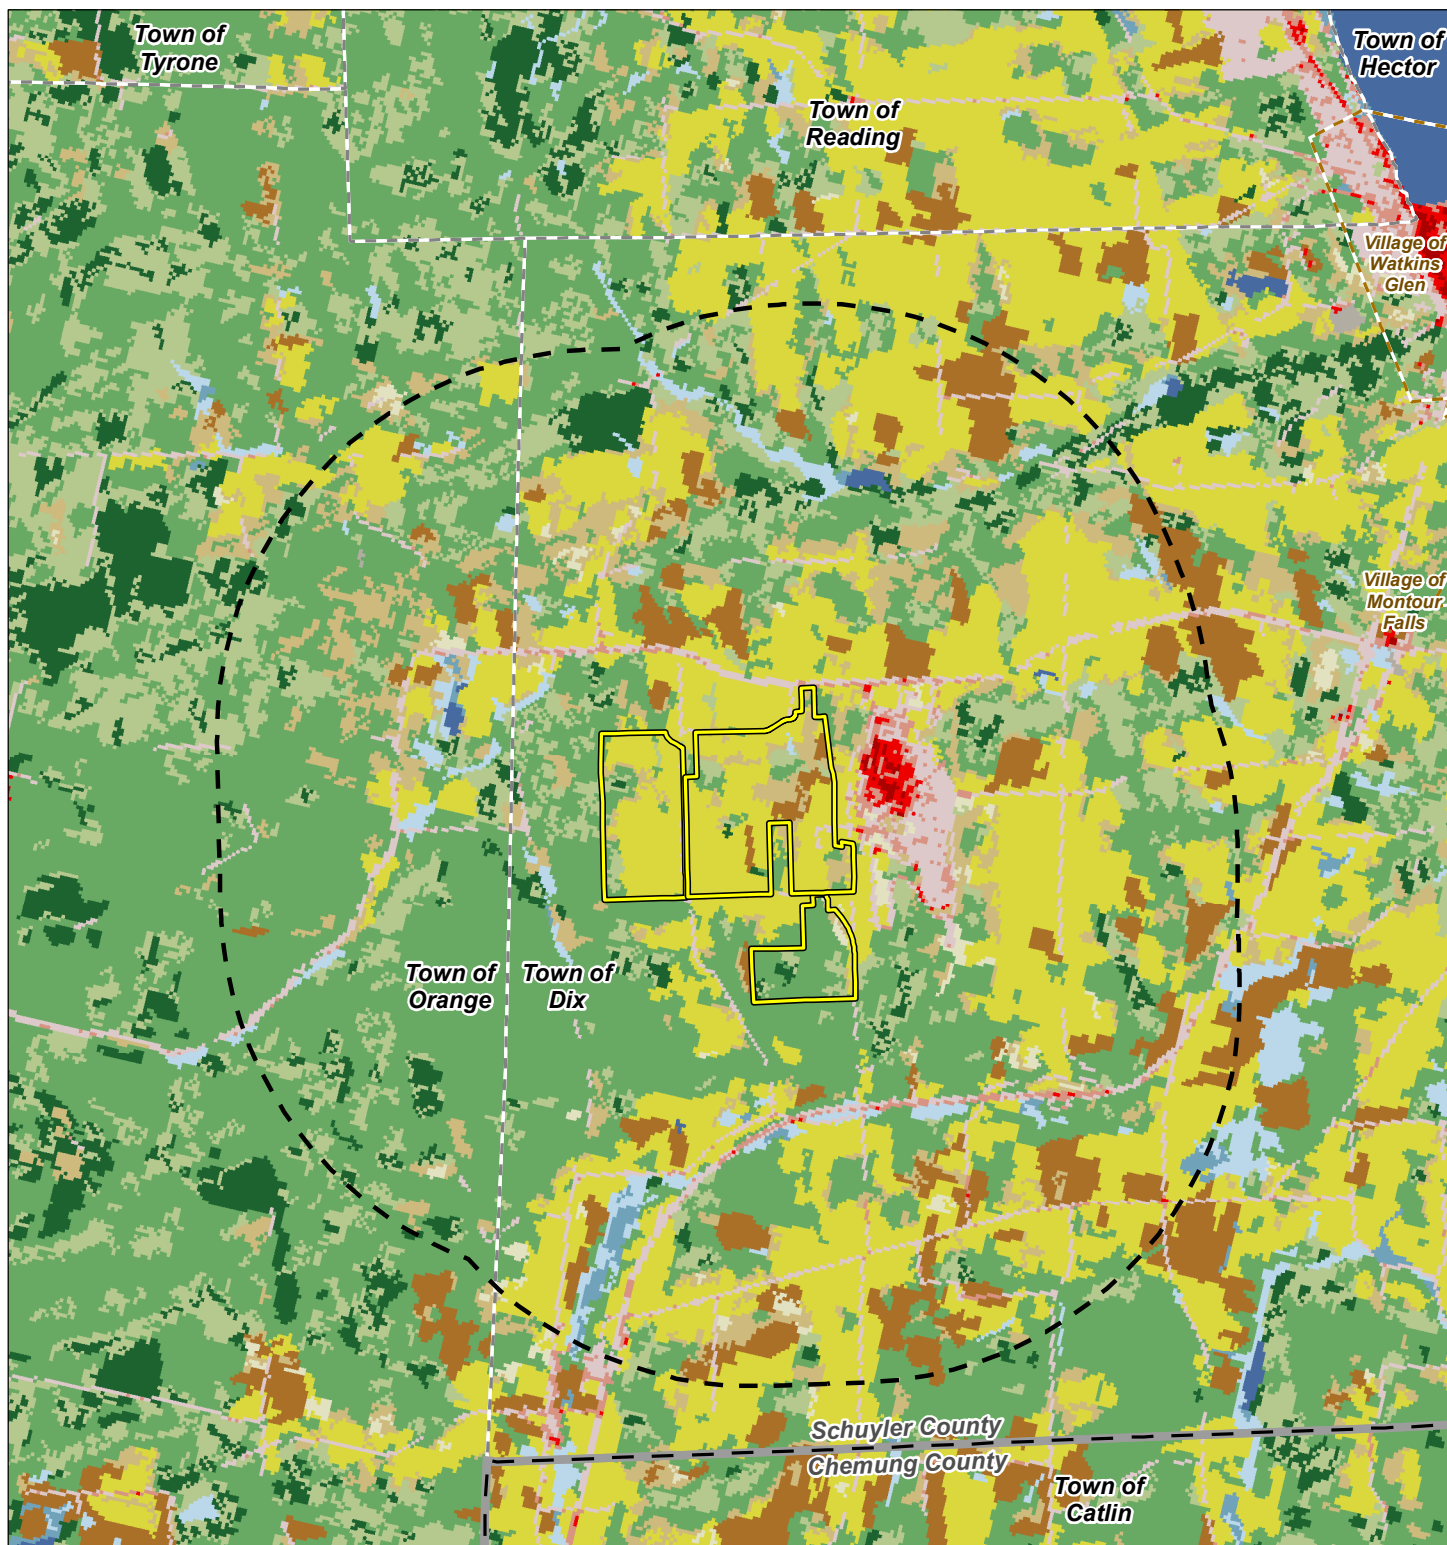 Town of
Tyrone
Town of
Reading
Town of
Hector
Village of
Watkins
Glen
Village of
Montour
Falls
Town of
Orange
Town of
Dix
Schuyler County
Chemung County
Town of
Catlin